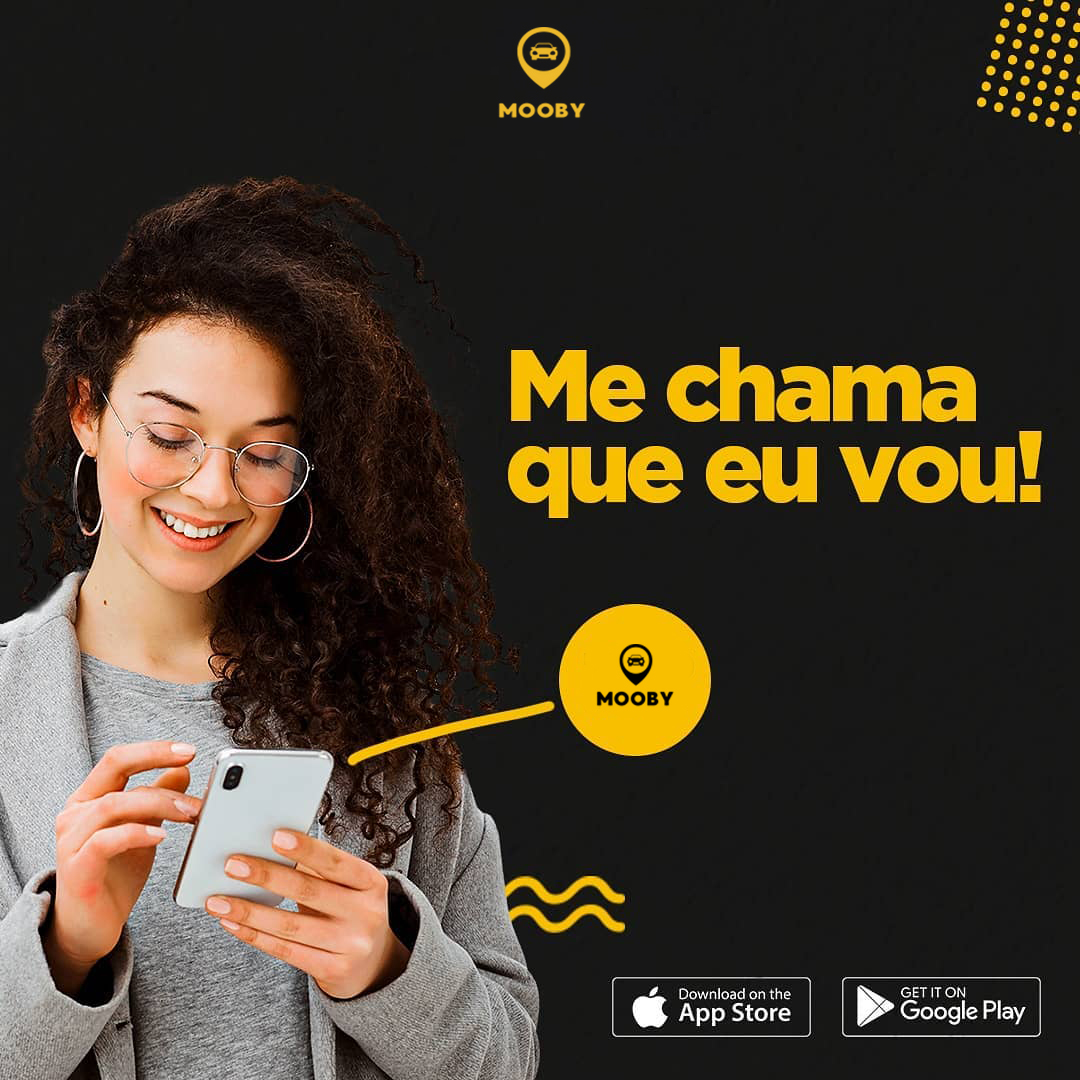 MOOBY
Me chama
que eu vou!
MOOBY
Download on the
App Store
GET IT ON
Google Play